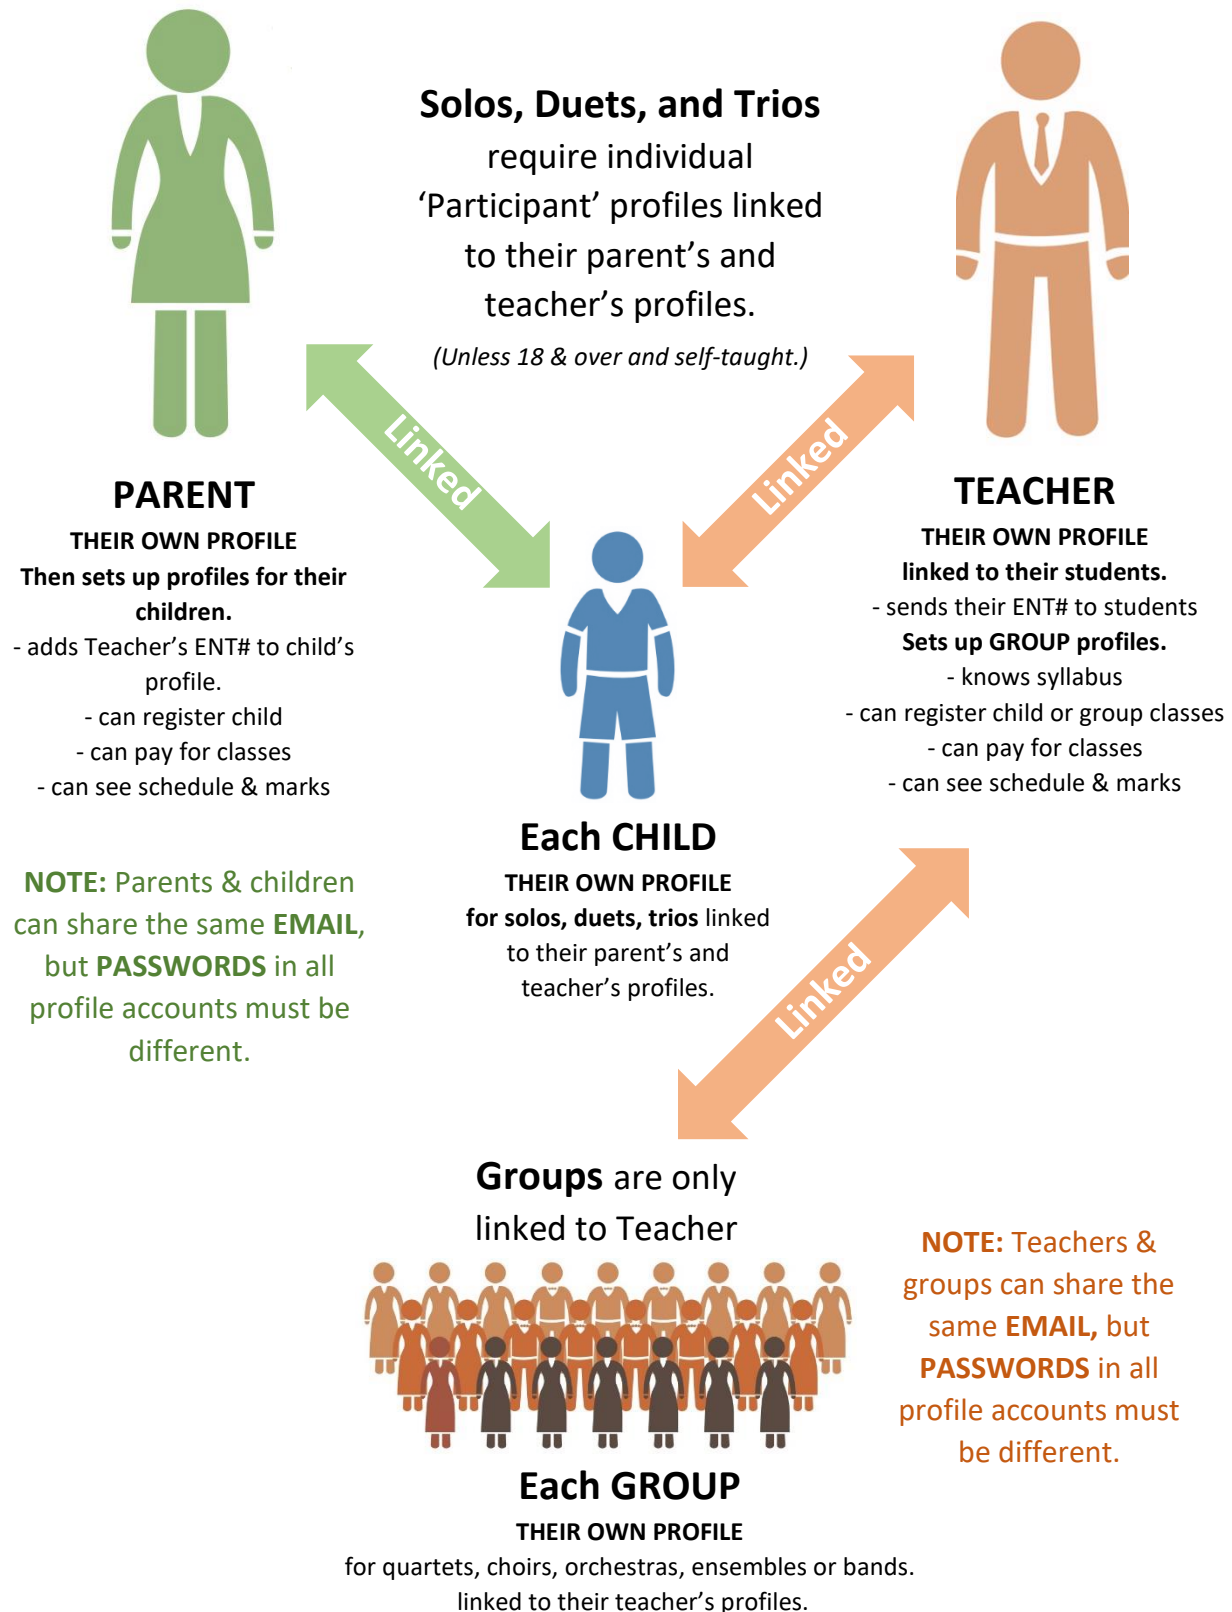 Solos, Duets, and Trios
require individual
‘Participant’ profiles linked
to their parent’s and
teacher’s profiles.
(Unless 18 & over and self-taught.)
Linked
Linked
PARENT
THEIR OWN PROFILE
Then sets up profiles for their
children.
- adds Teacher’s ENT# to child’s
profile.
- can register child
- can pay for classes
- can see schedule & marks
TEACHER
THEIR OWN PROFILE
linked to their students.
- sends their ENT# to students
Sets up GROUP profiles.
- knows syllabus
- can register child or group classes
- can pay for classes
- can see schedule & marks
Each CHILD
THEIR OWN PROFILE
for solos, duets, trios linked
to their parent’s and
teacher’s profiles.
NOTE: Parents & children
can share the same EMAIL,
but PASSWORDS in all
profile accounts must be
different.
Linked
Groups are only
linked to Teacher
NOTE: Teachers &
groups can share the
same EMAIL, but
PASSWORDS in all
profile accounts must
be different.
Each GROUP
THEIR OWN PROFILE
for quartets, choirs, orchestras, ensembles or bands.
linked to their teacher’s profiles.